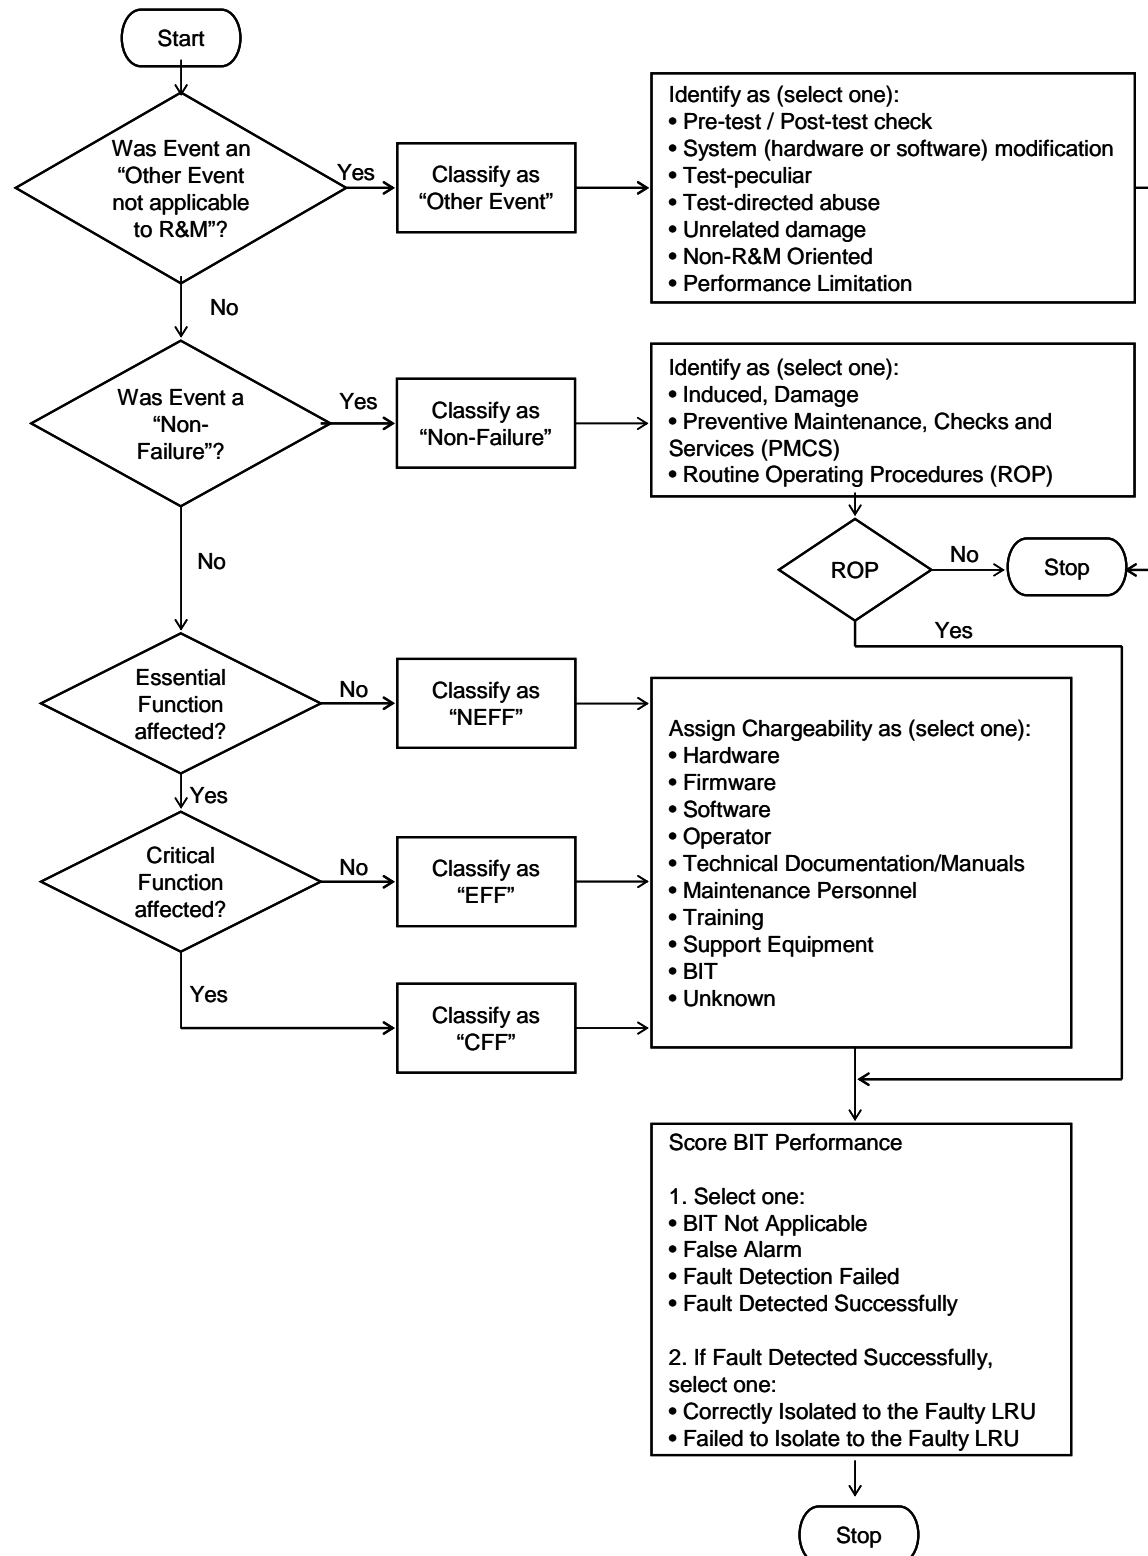 Start
Was Event an
“Other Event
not applicable
to R&M”?
Yes
Classify as
“Other Event”
Identify as (select one):
• Pre-test / Post-test check
• System (hardware or software) modification
• Test-peculiar
• Test-directed abuse
• Unrelated damage
• Non-R&M Oriented
• Performance Limitation
No
Was Event a
“Non-
Failure”?
Yes
Classify as
“Non-Failure”
Identify as (select one):
• Induced, Damage
• Preventive Maintenance, Checks and
Services (PMCS)
• Routine Operating Procedures (ROP)
No
ROP
No
Stop
Yes
Essential
Function
affected?
No
Classify as
“NEFF”
Yes
Critical
Function
affected?
No
Classify as
“EFF”
Yes
Classify as
“CFF”
Assign Chargeability as (select one):
• Hardware
• Firmware
• Software
• Operator
• Technical Documentation/Manuals
• Maintenance Personnel
• Training
• Support Equipment
• BIT
• Unknown
Score BIT Performance
1. Select one:
• BIT Not Applicable
• False Alarm
• Fault Detection Failed
• Fault Detected Successfully
2. If Fault Detected Successfully,
select one:
• Correctly Isolated to the Faulty LRU
• Failed to Isolate to the Faulty LRU
Stop